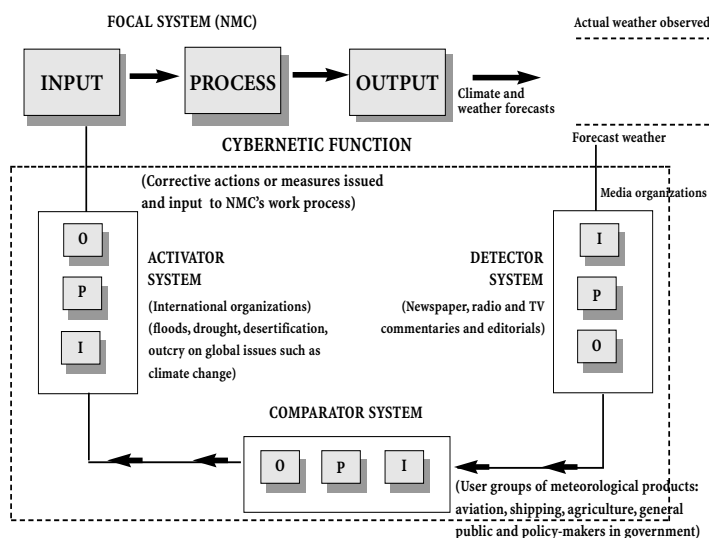 FOCAL SYSTEM (NMC)
Actual weather observed
INPUT
PROCESS
OUTPUT
Climate and
weather forecasts
CYBERNETIC FUNCTION
Forecast weather
(Corrective actions or measures issued
and input to NMC's work process)
Media organizations
O
P
I
ACTIVATOR
SYSTEM
(International organizations)
(floods, drought, desertification,
outcry on global issues such as
climate change)
DETECTOR
SYSTEM
(Newspaper, radio and TV
commentaries and editorials)
I
P
O
COMPARATOR SYSTEM
O P I
(User groups of meteorological products:
aviation, shipping, agriculture, general
public and policy-makers in government)